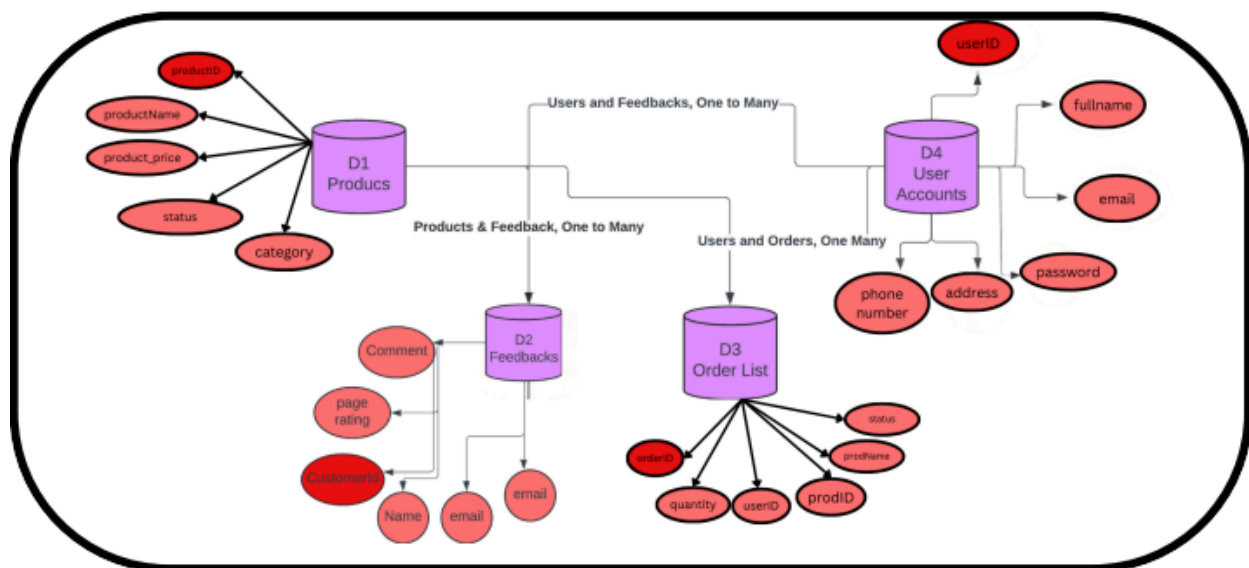 userID
productID
Users and Feedbacks, One to Many
fullname
productName
product_price
D1
Producs
D4
User
Accounts
email
status
Products & Feedback, One to Many
Users and Orders, One Many
category
password
phone
number
address
D2
Feedbacks
D3
Order List
Comment
page
rating
status
orderID
prodName
CustomerId
quantity
userID
prodID
Name
email
email